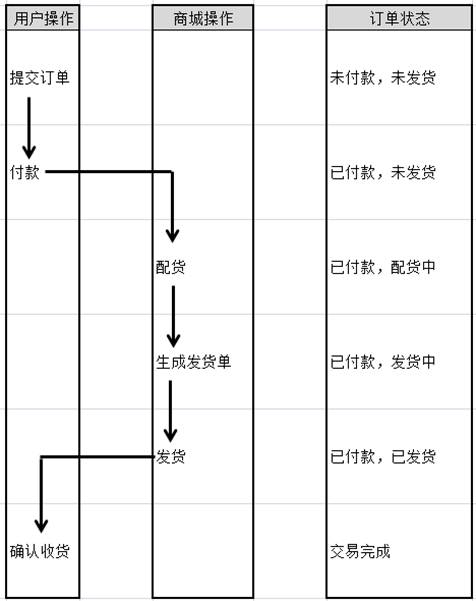 用户操作 商城操作 订单状态
提交订单 未付款，未发货
付款 已付款，未发货
配货 已付款，配货中
生成发货单 已付款，发货中
发货 已付款，已发货
确认收货 交易完成